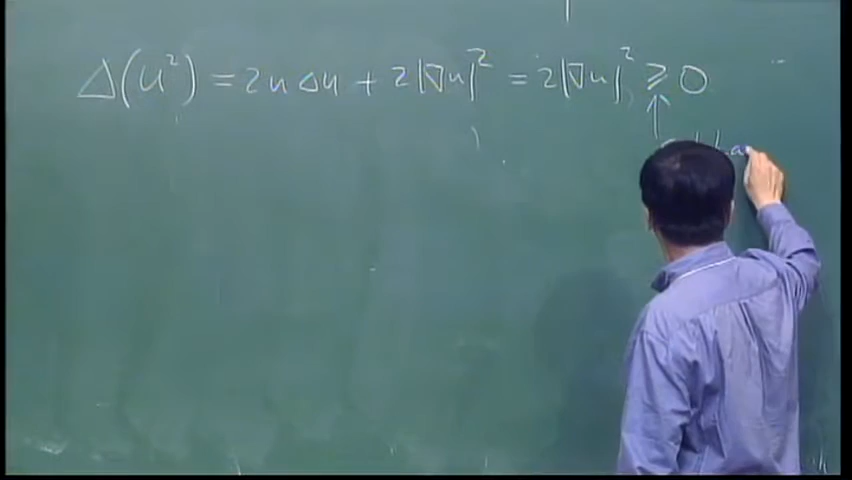 Δ(u²) = 2uΔu + 2|∇u|² = 2|∇u|² ≥ 0
↑